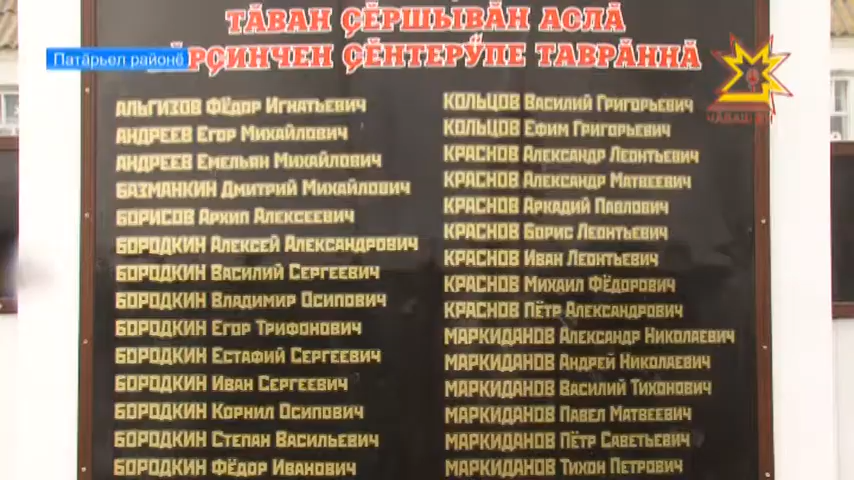 ТӐВАН ҪӖРШЫВӐН АСЛӐ
ҪӖНТЕРӲПЕ ТАВРӐННӐ
Патӑрьел районӗ
АЛЬГИЗОВ ФЁДОР ИГНАТЬЕВИЧ
АНДРЕЕВ ЕГОР МИХАЙЛОВИЧ
АНДРЕЕВ ЕМЕЛЬЯН МИХАЙЛОВИЧ
БАЗМАНКИН ДМИТРИЙ МИХАЙЛОВИЧ
БОРИСОВ АРХИП АЛЕКСЕЕВИЧ
БОРОДКИН АЛЕКСЕЙ АЛЕКСАНДРОВИЧ
БОРОДКИН ВАСИЛИЙ СЕРГЕЕВИЧ
БОРОДКИН ВЛАДИМИР ОСИПОВИЧ
БОРОДКИН ЕГОР ТРИФОНОВИЧ
БОРОДКИН ЕСТАФИЙ СЕРГЕЕВИЧ
БОРОДКИН ИВАН СЕРГЕЕВИЧ
БОРОДКИН КОРНИЛ ОСИПОВИЧ
БОРОДКИН СТЕПАН ВАСИЛЬЕВИЧ
БОРОДКИН ФЁДОР ИВАНОВИЧ
КОЛЬЦОВ ВАСИЛИЙ ГРИГОРЬЕВИЧ
КОЛЬЦОВ ЕФИМ ГРИГОРЬЕВИЧ
КРАСНОВ АЛЕКСАНДР ЛЕОНТЬЕВИЧ
КРАСНОВ АЛЕКСАНДР МАТВЕЕВИЧ
КРАСНОВ АРКАДИЙ ПАВЛОВИЧ
КРАСНОВ БОРИС ЛЕОНТЬЕВИЧ
КРАСНОВ ИВАН ЛЕОНТЬЕВИЧ
КРАСНОВ МИХАИЛ ФЁДОРОВИЧ
КРАСНОВ ПЁТР АЛЕКСАНДРОВИЧ
МАРКИДАНОВ АЛЕКСАНДР НИКОЛАЕВИЧ
МАРКИДАНОВ АНДРЕЙ НИКОЛАЕВИЧ
МАРКИДАНОВ ВАСИЛИЙ ТИХОНОВИЧ
МАРКИДАНОВ ПАВЕЛ МАТВЕЕВИЧ
МАРКИДАНОВ ПЁТР САВЕТЬЕВИЧ
МАРКИДАНОВ ТИХОН ПЕТРОВИЧ